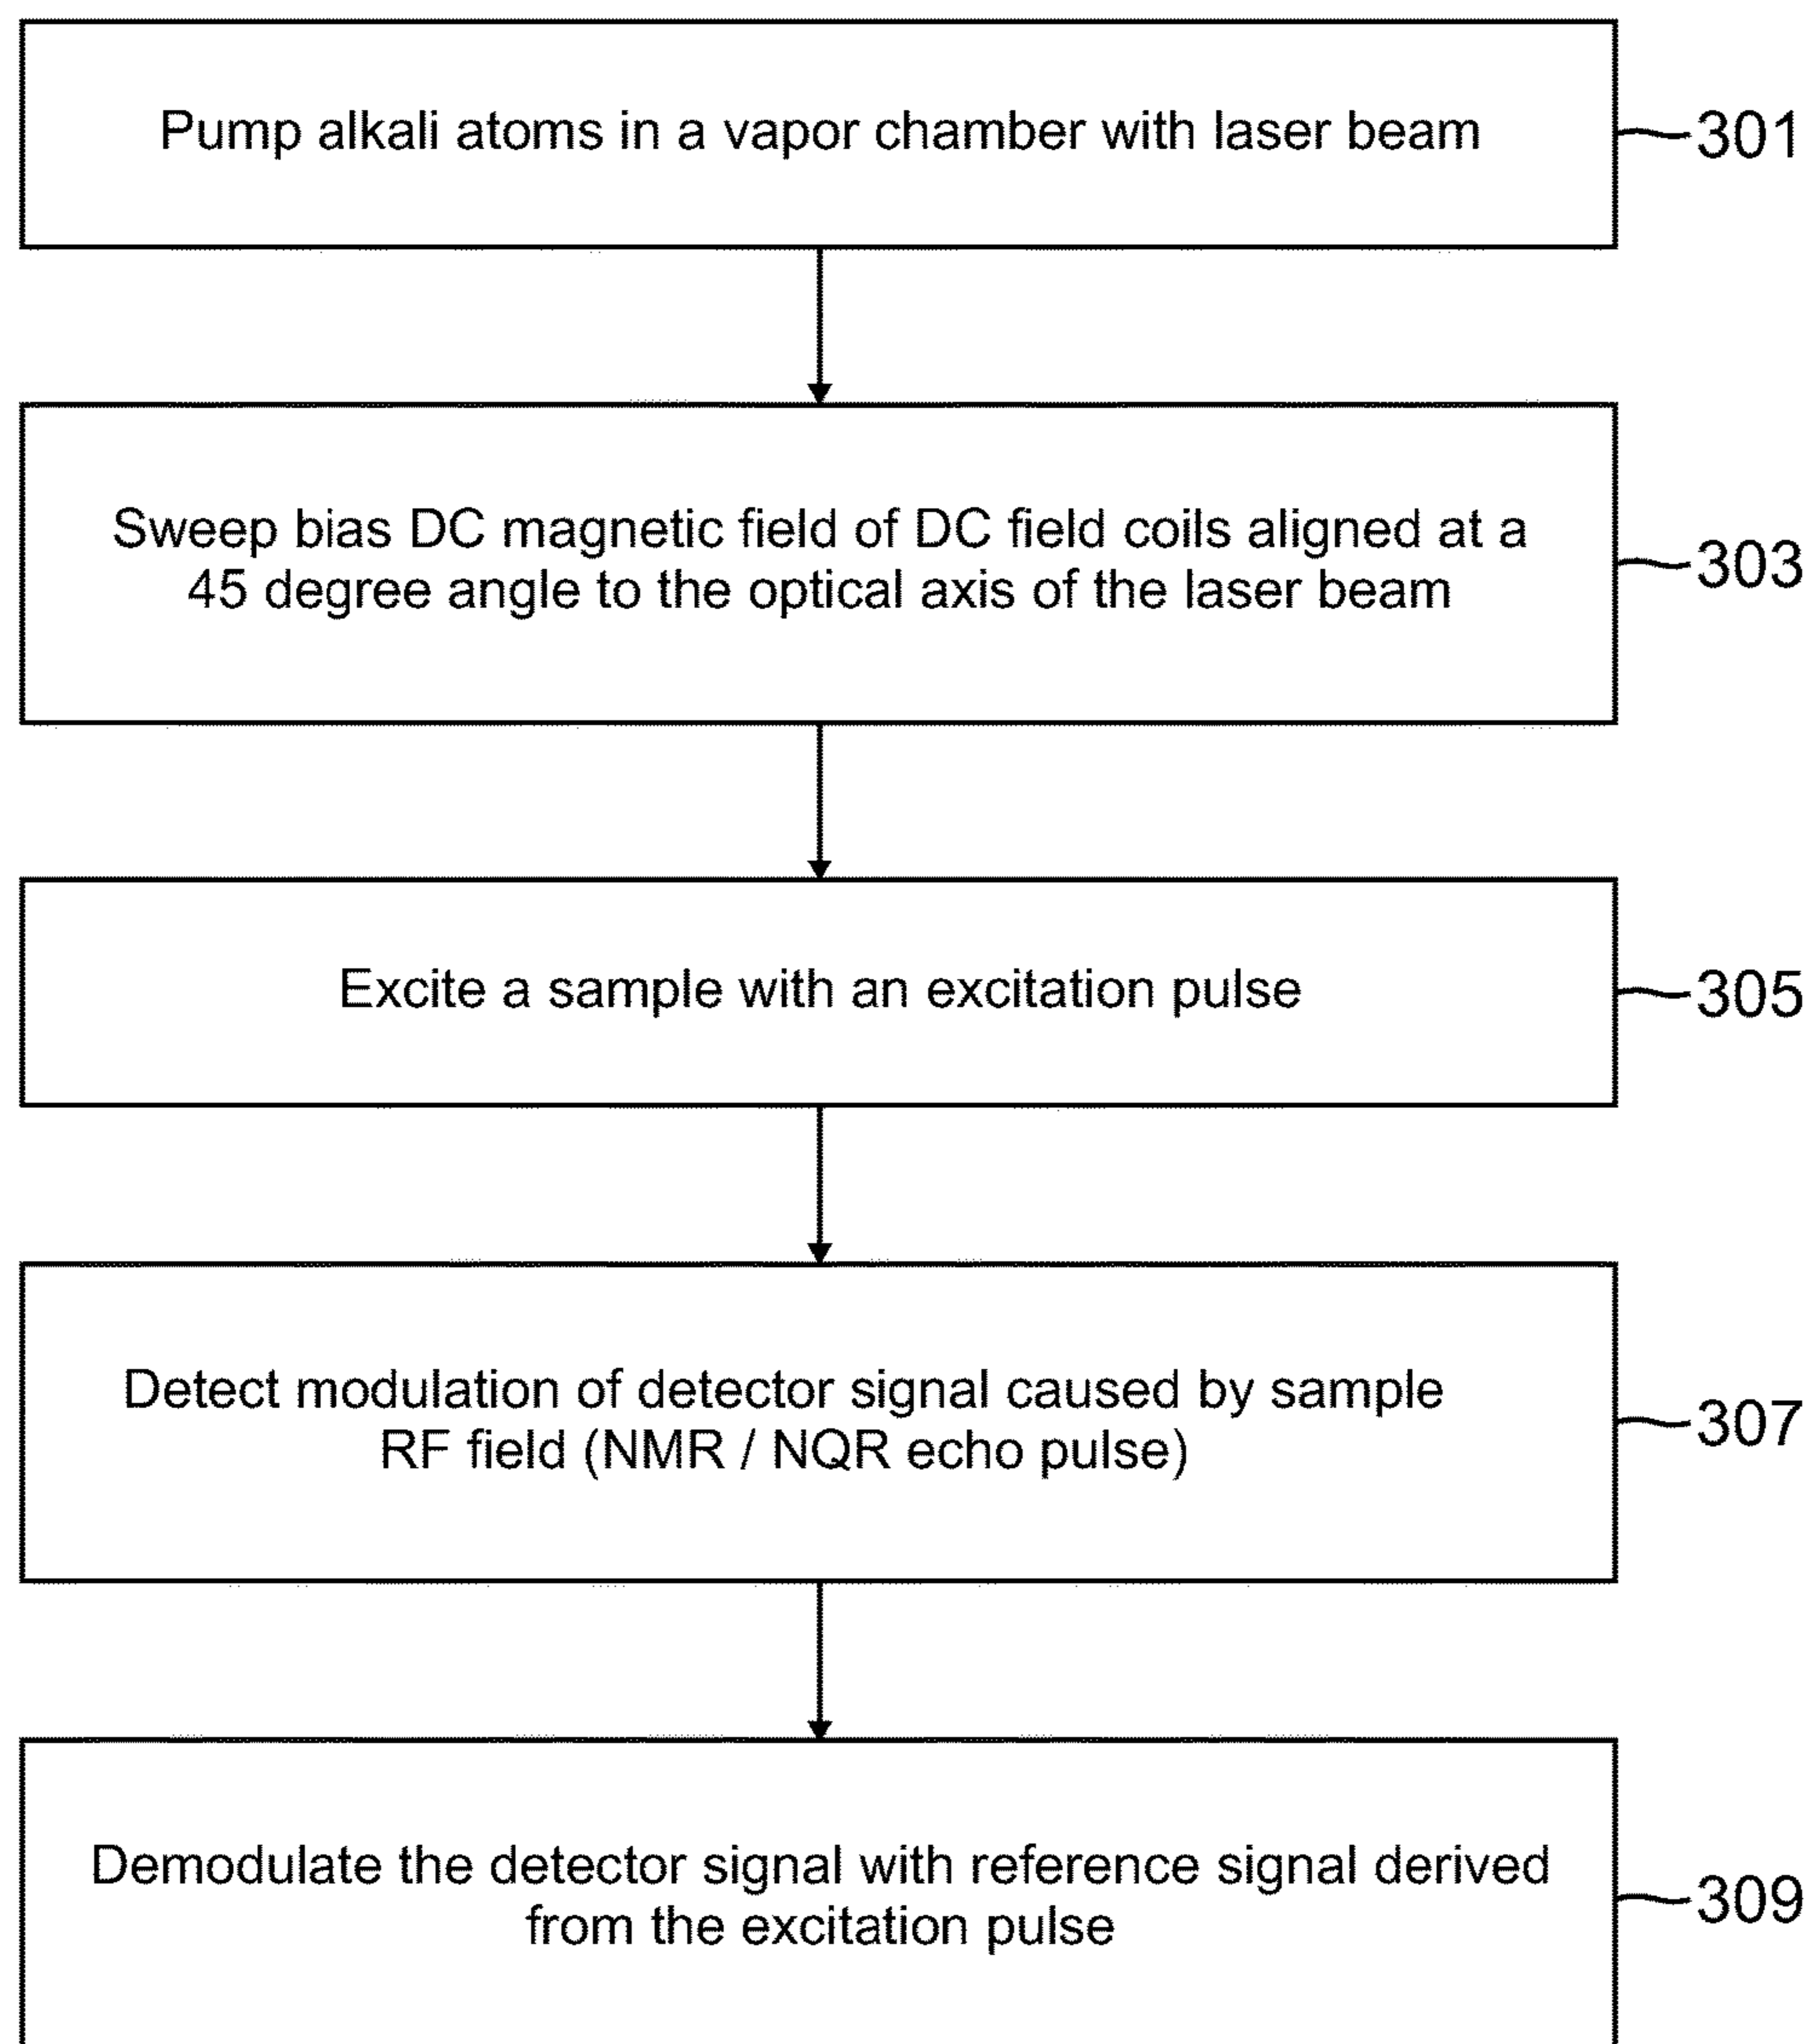 Pump alkali atoms in a vapor chamber with laser beam
301
Sweep bias DC magnetic field of DC field coils aligned at a
45 degree angle to the optical axis of the laser beam
303
Excite a sample with an excitation pulse
305
Detect modulation of detector signal caused by sample
RF field (NMR / NQR echo pulse)
307
Demodulate the detector signal with reference signal derived
from the excitation pulse
309